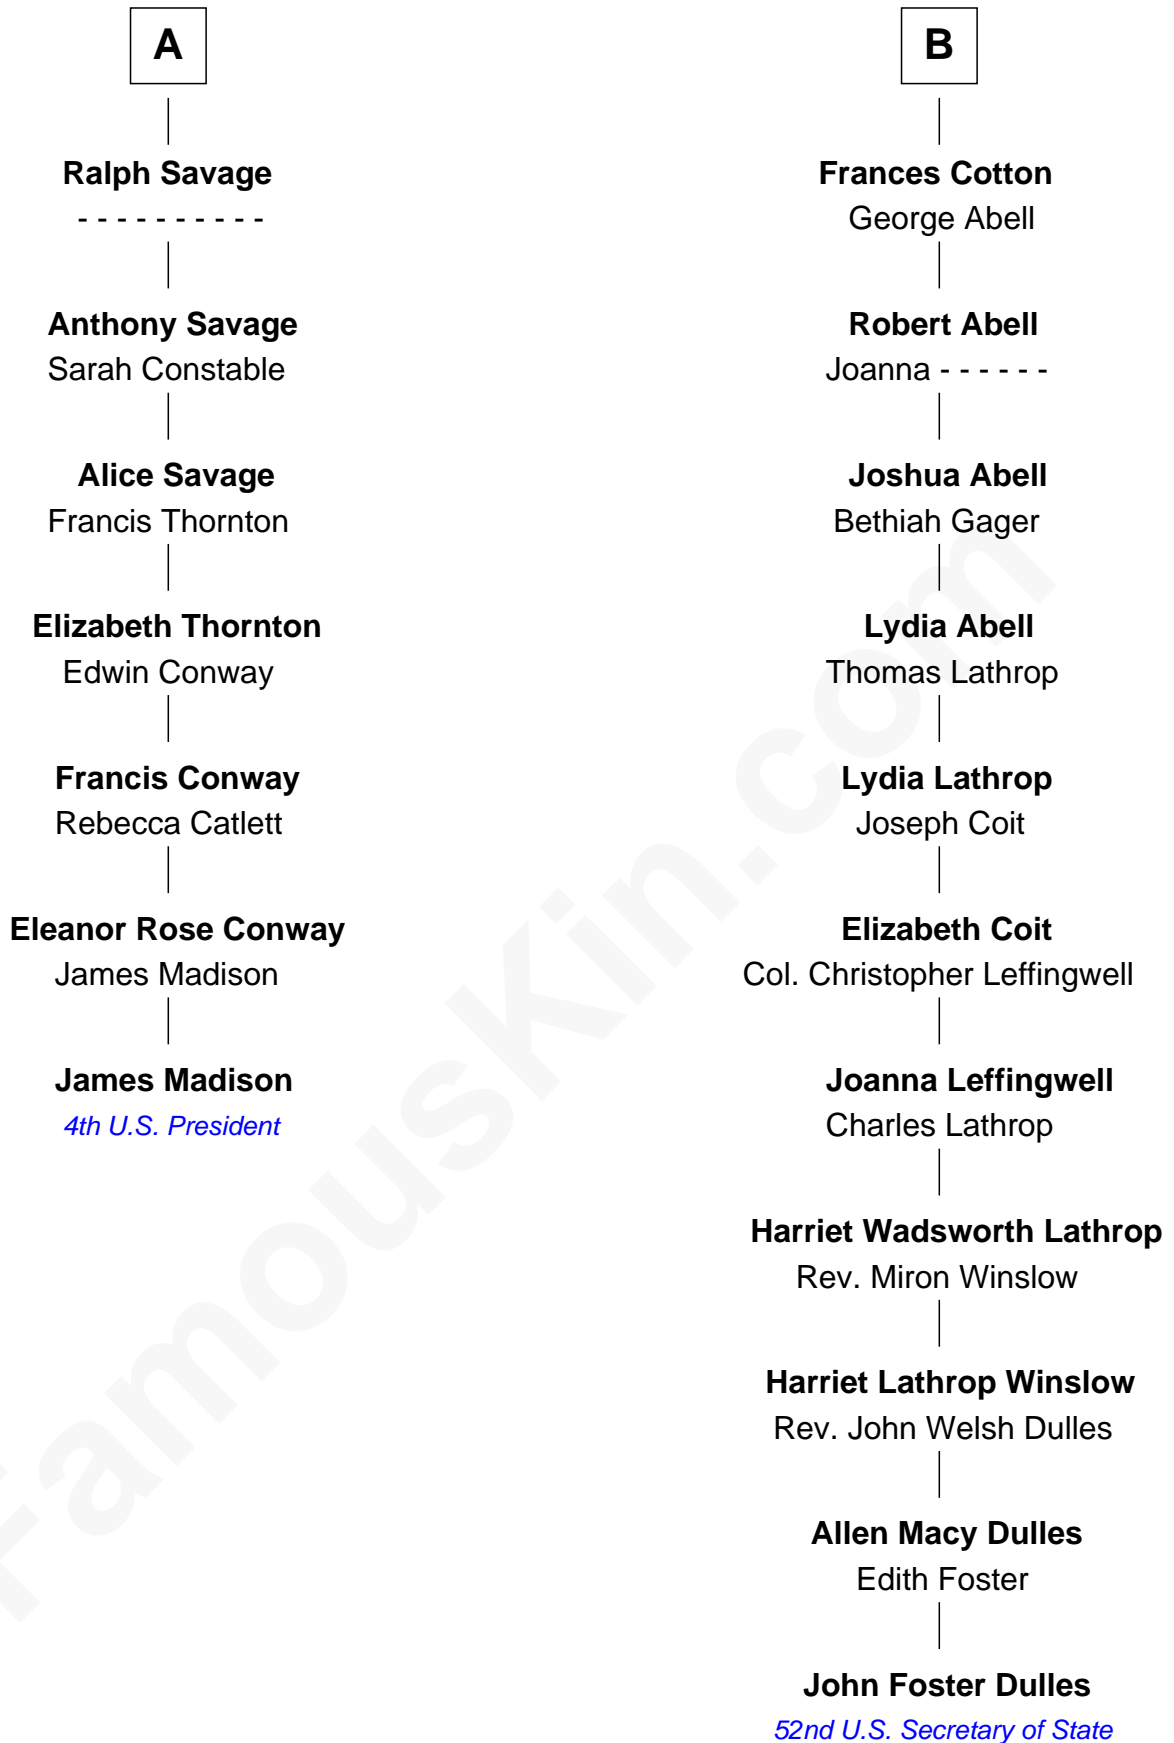 A
Ralph Savage
- - - - - - - - - -
Anthony Savage
Sarah Constable
Alice Savage
Francis Thornton
Elizabeth Thornton
Edwin Conway
Francis Conway
Rebecca Catlett
Eleanor Rose Conway
James Madison
James Madison
4th U.S. President
B
Frances Cotton
George Abell
Robert Abell
Joanna - - - - - -
Joshua Abell
Bethiah Gager
Lydia Abell
Thomas Lathrop
Lydia Lathrop
Joseph Coit
Elizabeth Coit
Col. Christopher Leffingwell
Joanna Leffingwell
Charles Lathrop
Harriet Wadsworth Lathrop
Rev. Miron Winslow
Harriet Lathrop Winslow
Rev. John Welsh Dulles
Allen Macy Dulles
Edith Foster
John Foster Dulles
52nd U.S. Secretary of State
FamousKin.com